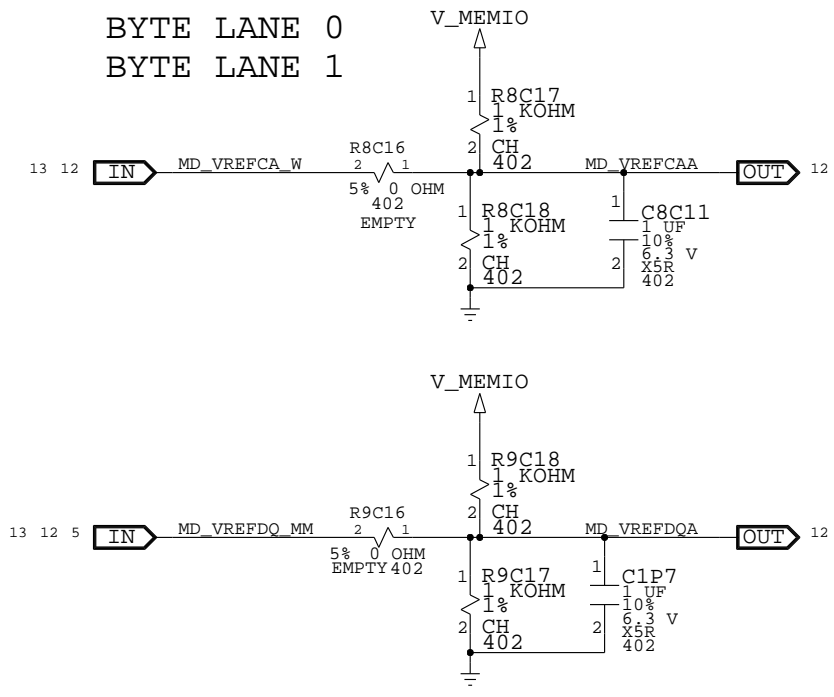 BYTE LANE 0
BYTE LANE 1
V_MEMIO
1 R8C17
1 KOHM
1%
2 CH
402
13 12 IN MD_VREFCA_W
R8C16
2 1
5% 0 OHM
402
EMPTY
MD_VREFCAA OUT 12
1 R8C18
1 KOHM
1%
2 CH
402
1 C8C11
1 UF
10%
6.3 V
2 X5R
402
V_MEMIO
1 R9C18
1 KOHM
1%
2 CH
402
13 12 5 IN MD_VREFDQ_MM
R9C16
2 1
5% 0 OHM
EMPTY 402
MD_VREFDQA OUT 12
1 R9C17
1 KOHM
1%
2 CH
402
1 C1P7
1 UF
10%
6.3 V
2 X5R
402